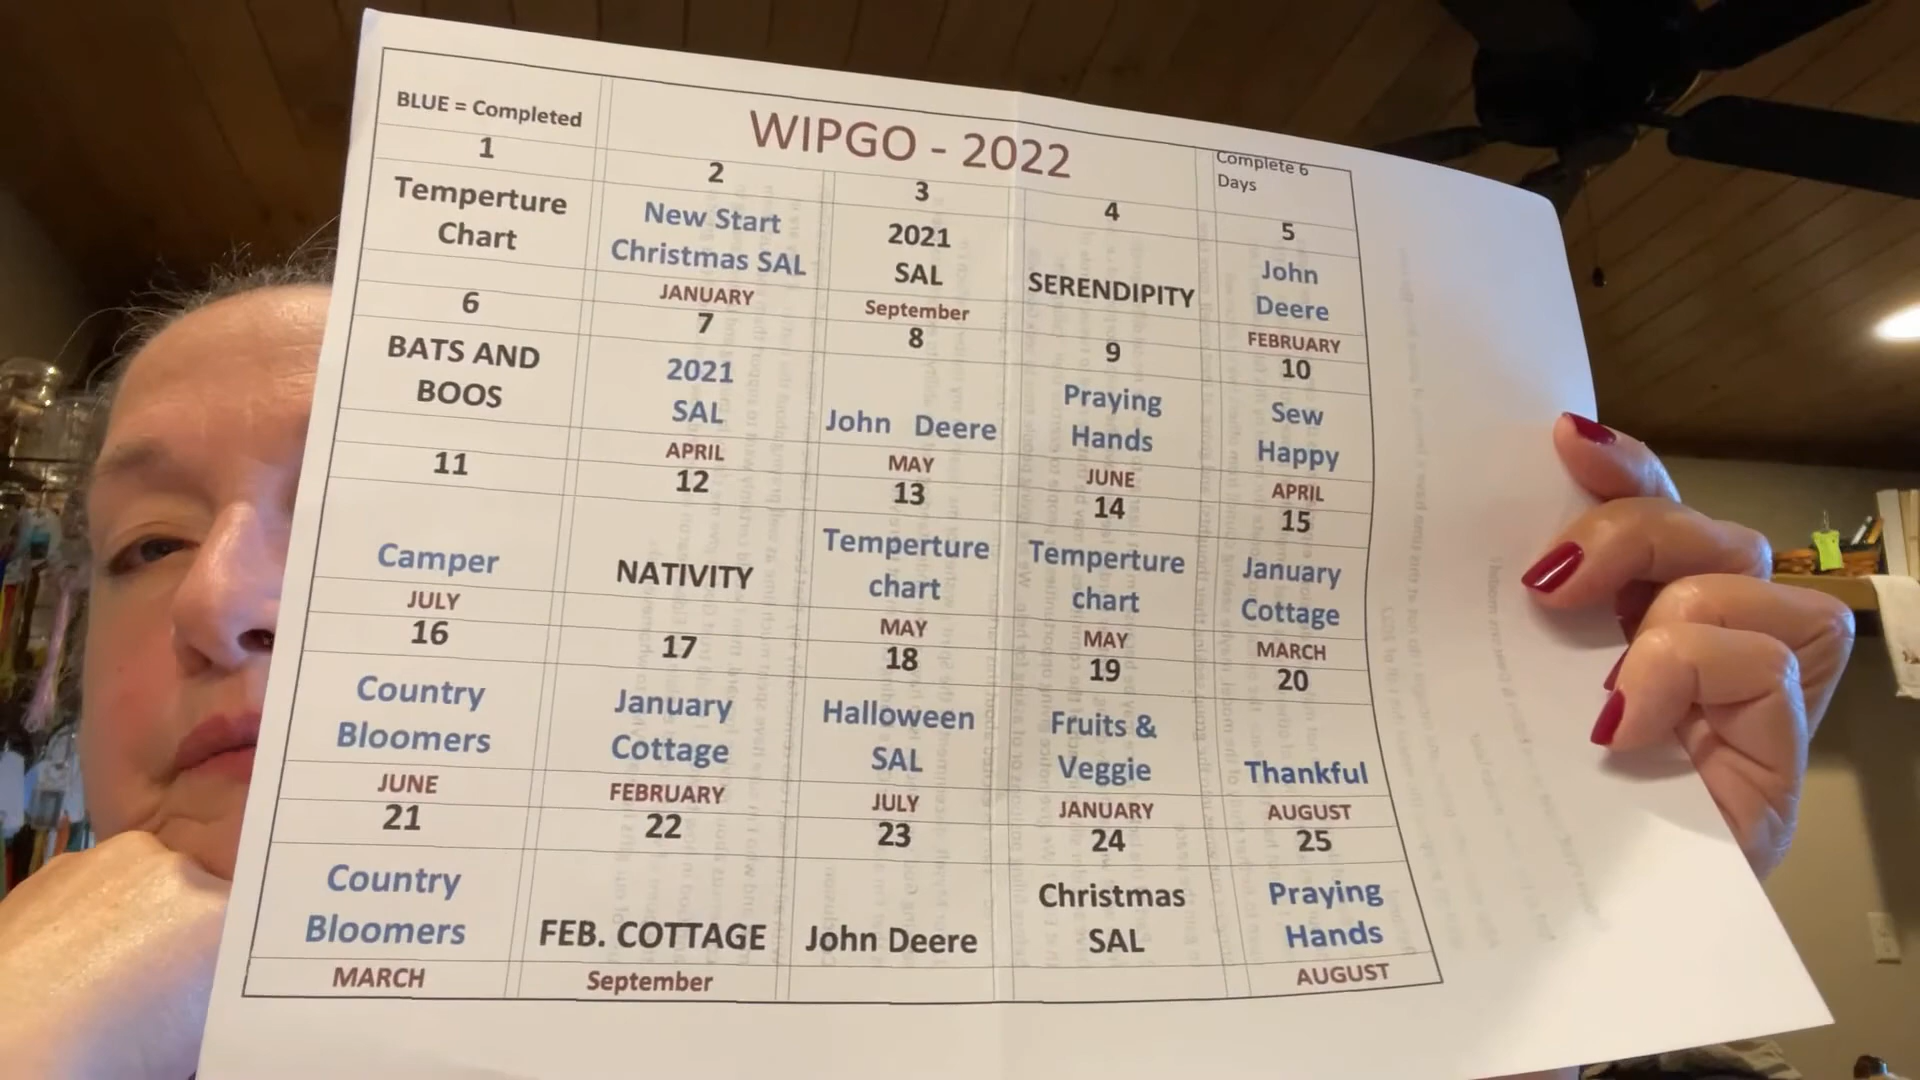 BLUE = Completed
WIPGO - 2022
Complete 6
Days
1
2
3
4
5
Temperture
Chart
New Start
Christmas SAL
2021
SAL
SERENDIPITY
John
Deere
JANUARY
September
FEBRUARY
6
7
8
9
10
BATS AND
BOOS
2021
SAL
John Deere
Praying
Hands
Sew
Happy
APRIL
MAY
JUNE
APRIL
11
12
13
14
15
Camper
NATIVITY
Temperture
chart
Temperture
chart
January
Cottage
JULY
MAY
MAY
MARCH
16
17
18
19
20
Country
Bloomers
January
Cottage
Halloween
SAL
Fruits &
Veggie
Thankful
JUNE
FEBRUARY
JULY
JANUARY
AUGUST
21
22
23
24
25
Country
Bloomers
FEB. COTTAGE
John Deere
Christmas
SAL
Praying
Hands
MARCH
September
AUGUST